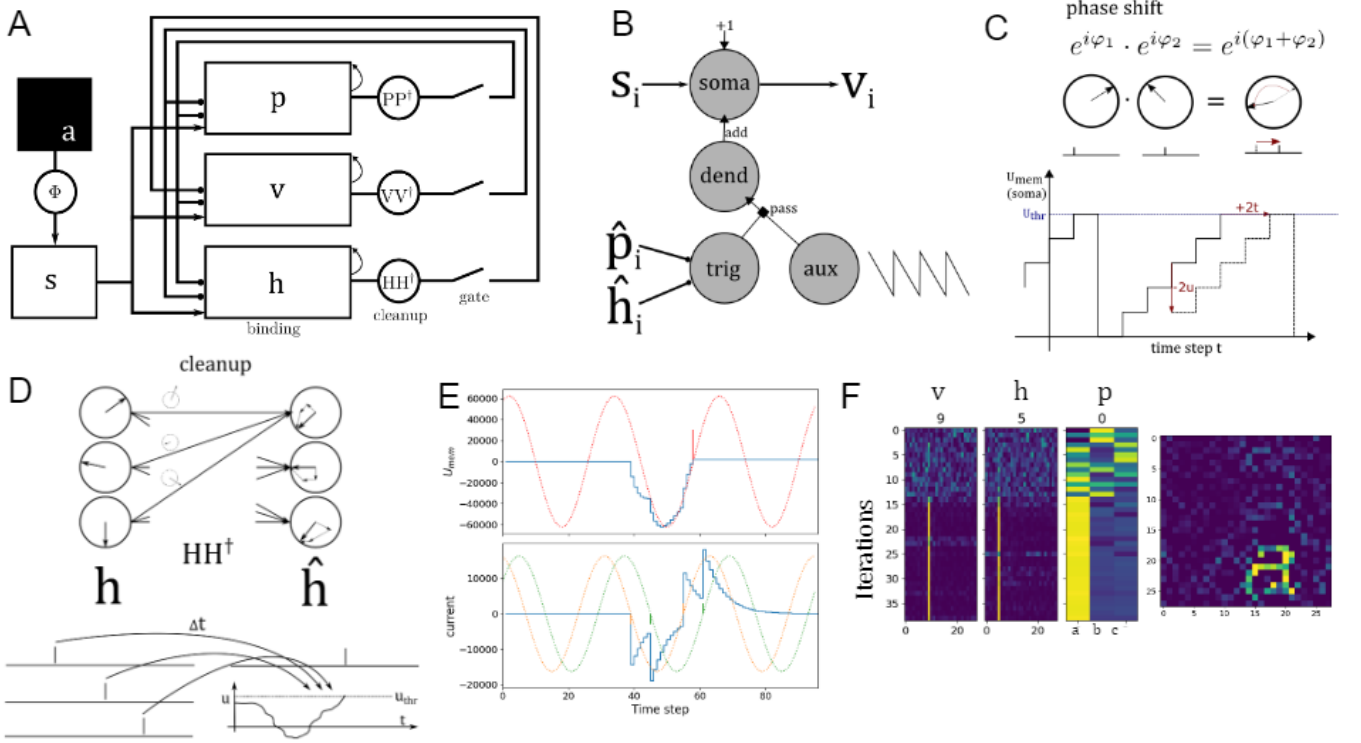 A
a
Φ
s
p
v
h
binding
PP†
VV†
HH†
cleanup
gate
B
+1
sᵢ
soma
vᵢ
add
dend
pass
p̂ᵢ
ĥᵢ
trig
aux
C
phase shift
e^{iφ₁} · e^{iφ₂} = e^{i(φ₁+φ₂)}
· =
U_mem
(soma)
U_thr
+2t
-2u
time step t
D
cleanup
HH†
h
ĥ
Δt
u
u_thr
t
E
60000
40000
20000
0
−20000
−40000
−60000
U_mem
10000
0
−10000
−20000
current
0 20 40 60 80
Time step
F
v h p
9 5 0
Iterations
0
5
10
15
20
25
30
35
0 20
0 20
a b c
0
5
10
15
20
25
0 5 10 15 20 25